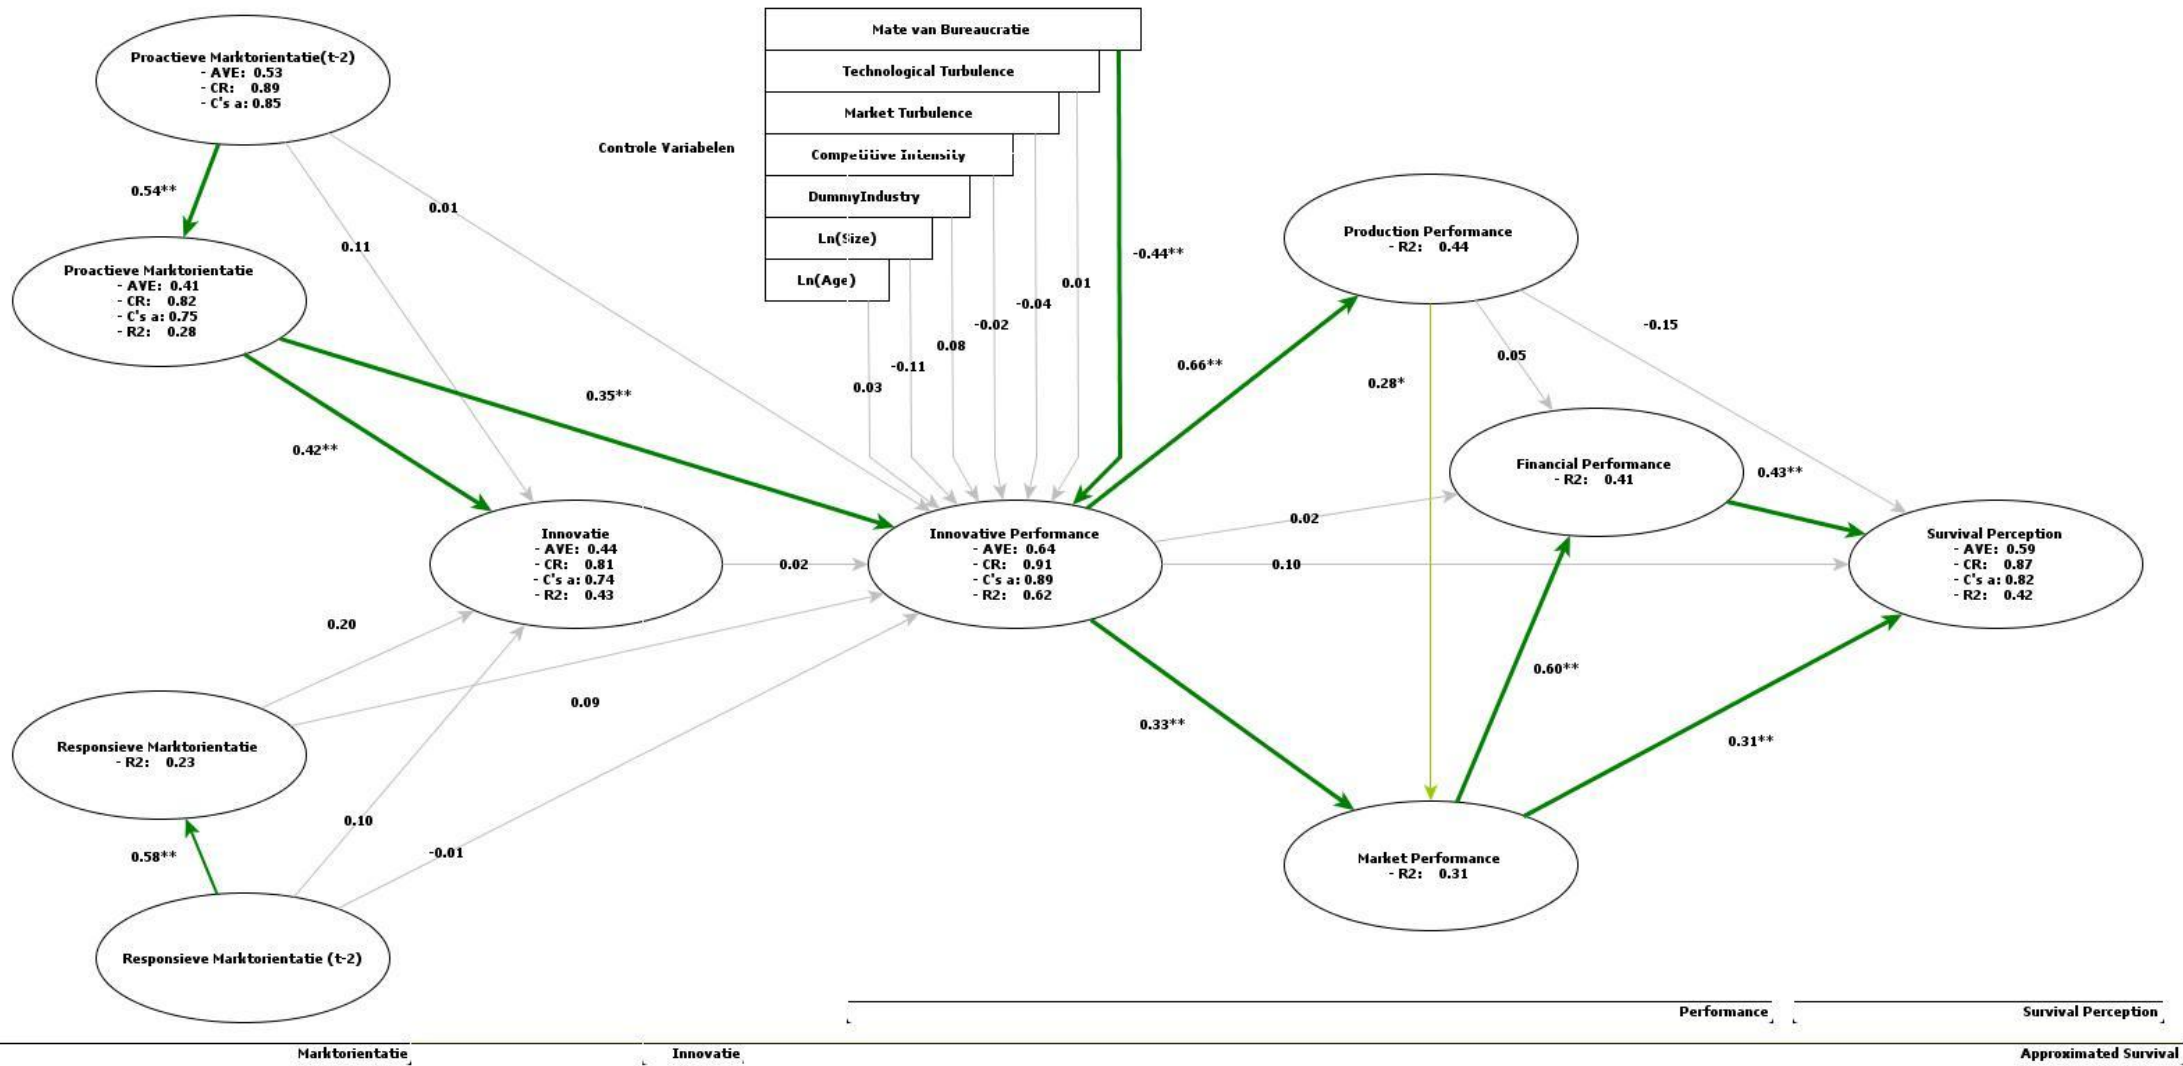 Mate van Bureaucratie
Technological Turbulence
Market Turbulence
Controle Variabelen
Competitive Intensity
DummyIndustry
Ln(Size)
Ln(Age)
Proactieve Marktorientatie(t-2)
- AVE: 0.53
- CR: 0.89
- C's a: 0.85
0.54**
0.11
0.01
Proactieve Marktorientatie
- AVE: 0.41
- CR: 0.82
- C's a: 0.75
- R2: 0.28
0.35**
0.42**
0.03
-0.11
0.08
-0.02
-0.04
0.01
-0.44**
Production Performance
- R2: 0.44
0.66**
0.28*
0.05
-0.15
Financial Performance
- R2: 0.41
0.43**
Innovatie
- AVE: 0.44
- CR: 0.81
- C's a: 0.74
- R2: 0.43
0.02
Innovative Performance
- AVE: 0.64
- CR: 0.91
- C's a: 0.89
- R2: 0.62
0.02
0.10
Survival Perception
- AVE: 0.59
- CR: 0.87
- C's a: 0.82
- R2: 0.42
0.20
0.09
0.33**
0.60**
0.31**
Responsieve Marktorientatie
- R2: 0.23
0.58**
0.10
-0.01
Market Performance
- R2: 0.31
Responsieve Marktorientatie (t-2)
Performance
Survival Perception
Marktorientatie
Innovatie
Approximated Survival